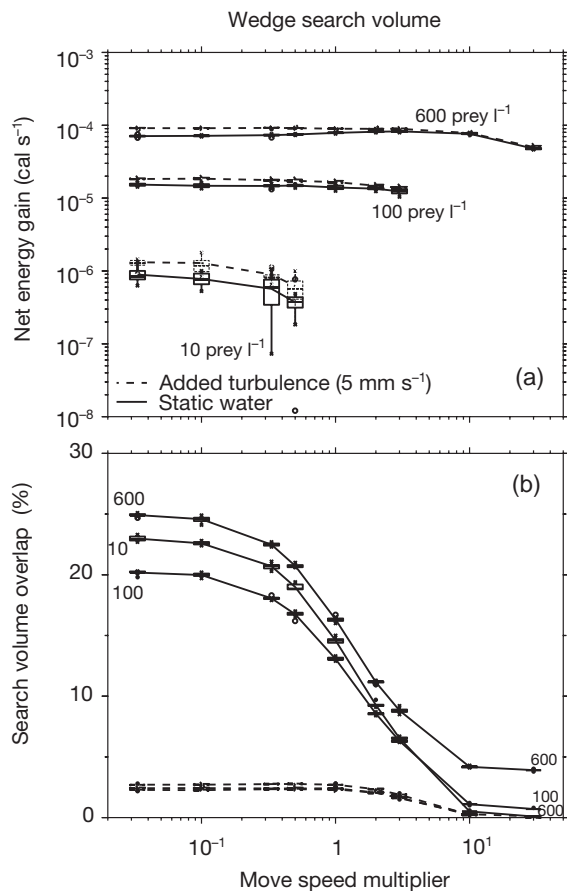 Wedge search volume
10⁻³
10⁻⁴
10⁻⁵
10⁻⁶
10⁻⁷
10⁻⁸
Net energy gain (cal s⁻¹)
600 prey l⁻¹
100 prey l⁻¹
10 prey l⁻¹
Added turbulence (5 mm s⁻¹)
Static water
(a)
(b)
30
20
10
0
Search volume overlap (%)
600
10
100
600
100
600
10⁻¹
1
10¹
Move speed multiplier